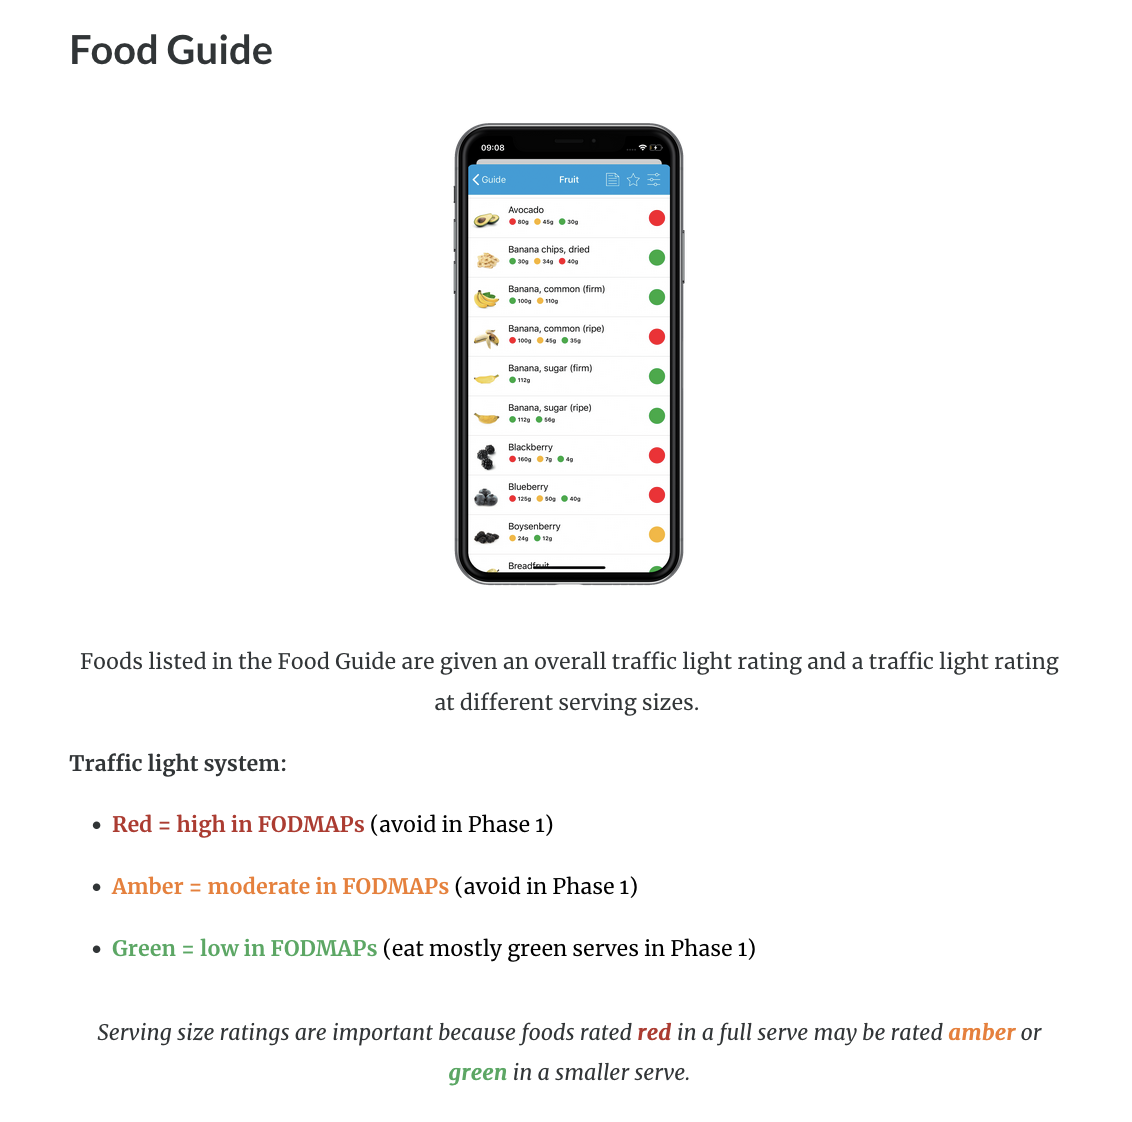 Food Guide
09:08
Guide Fruit
Avocado
80g 45g 30g
Banana chips, dried
30g 34g 40g
Banana, common (firm)
100g 110g
Banana, common (ripe)
100g 45g 35g
Banana, sugar (firm)
112g
Banana, sugar (ripe)
112g 56g
Blackberry
160g 7g 4g
Blueberry
125g 50g 40g
Boysenberry
24g 12g
Breadfruit
Foods listed in the Food Guide are given an overall traffic light rating and a traffic light rating
at different serving sizes.
Traffic light system:
• Red = high in FODMAPs (avoid in Phase 1)
• Amber = moderate in FODMAPs (avoid in Phase 1)
• Green = low in FODMAPs (eat mostly green serves in Phase 1)
Serving size ratings are important because foods rated red in a full serve may be rated amber or
green in a smaller serve.